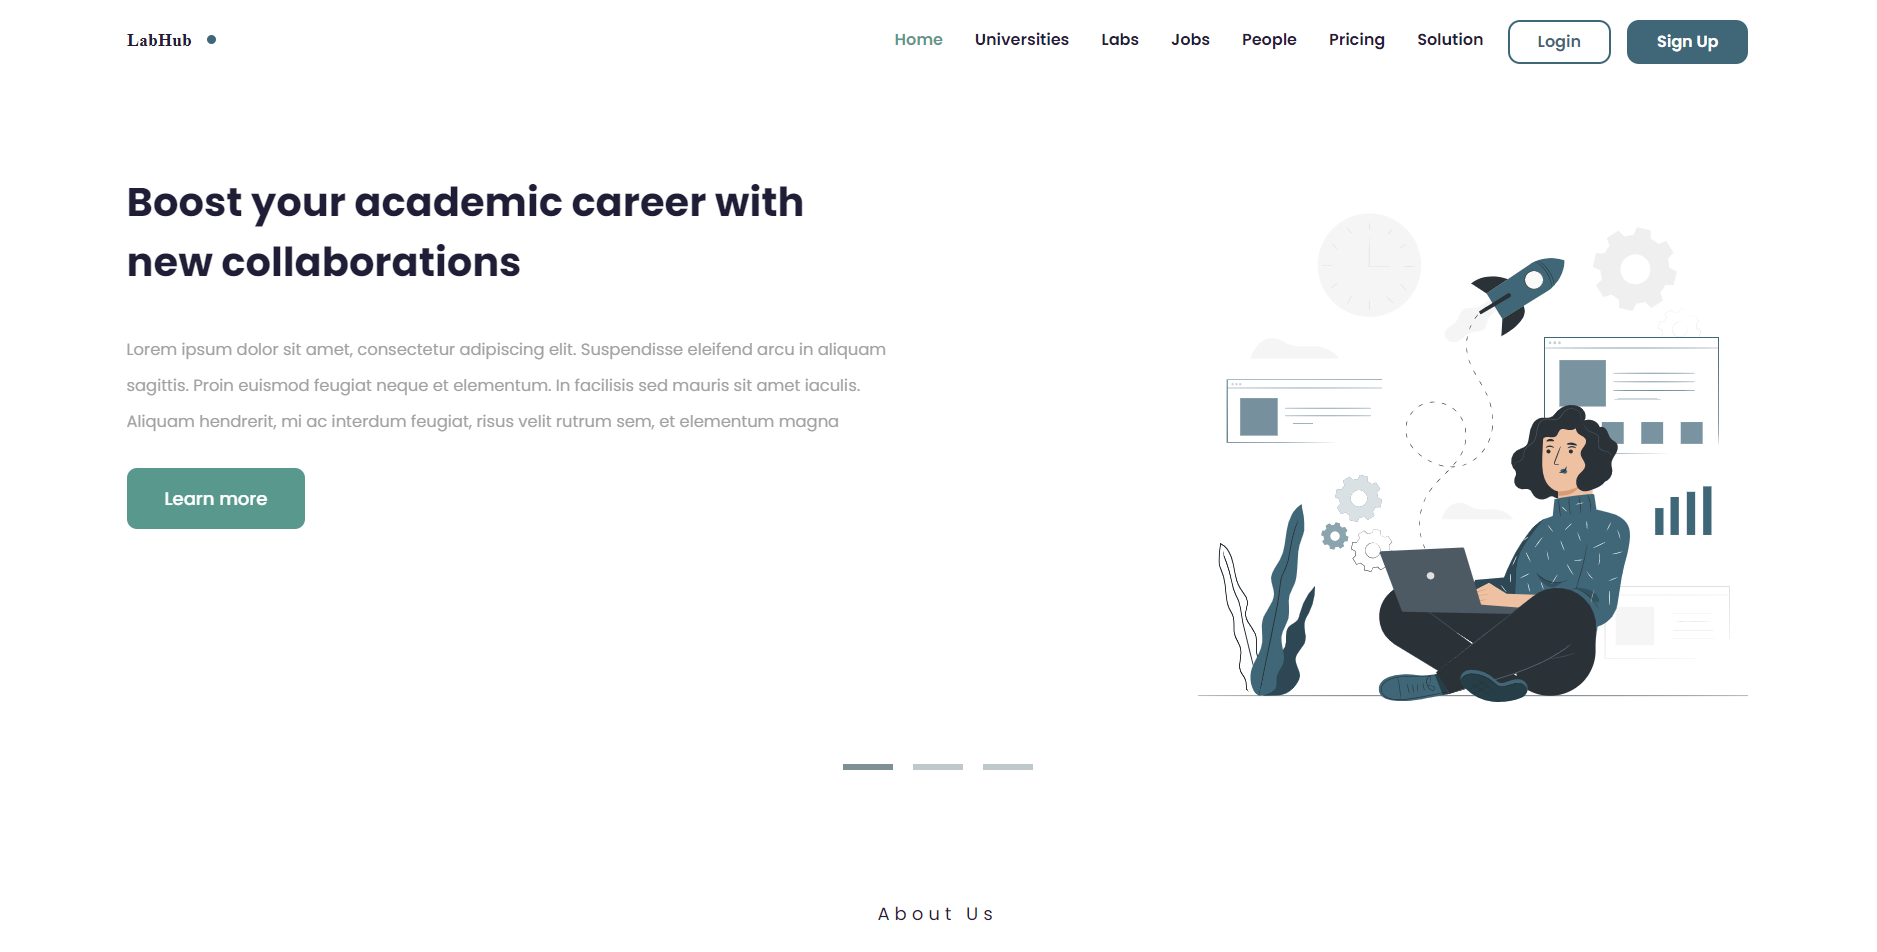 LabHub
Home Universities Labs Jobs People Pricing Solution Login Sign Up
Boost your academic career with
new collaborations
Lorem ipsum dolor sit amet, consectetur adipiscing elit. Suspendisse eleifend arcu in aliquam
sagittis. Proin euismod feugiat neque et elementum. In facilisis sed mauris sit amet iaculis.
Aliquam hendrerit, mi ac interdum feugiat, risus velit rutrum sem, et elementum magna
Learn more
About Us